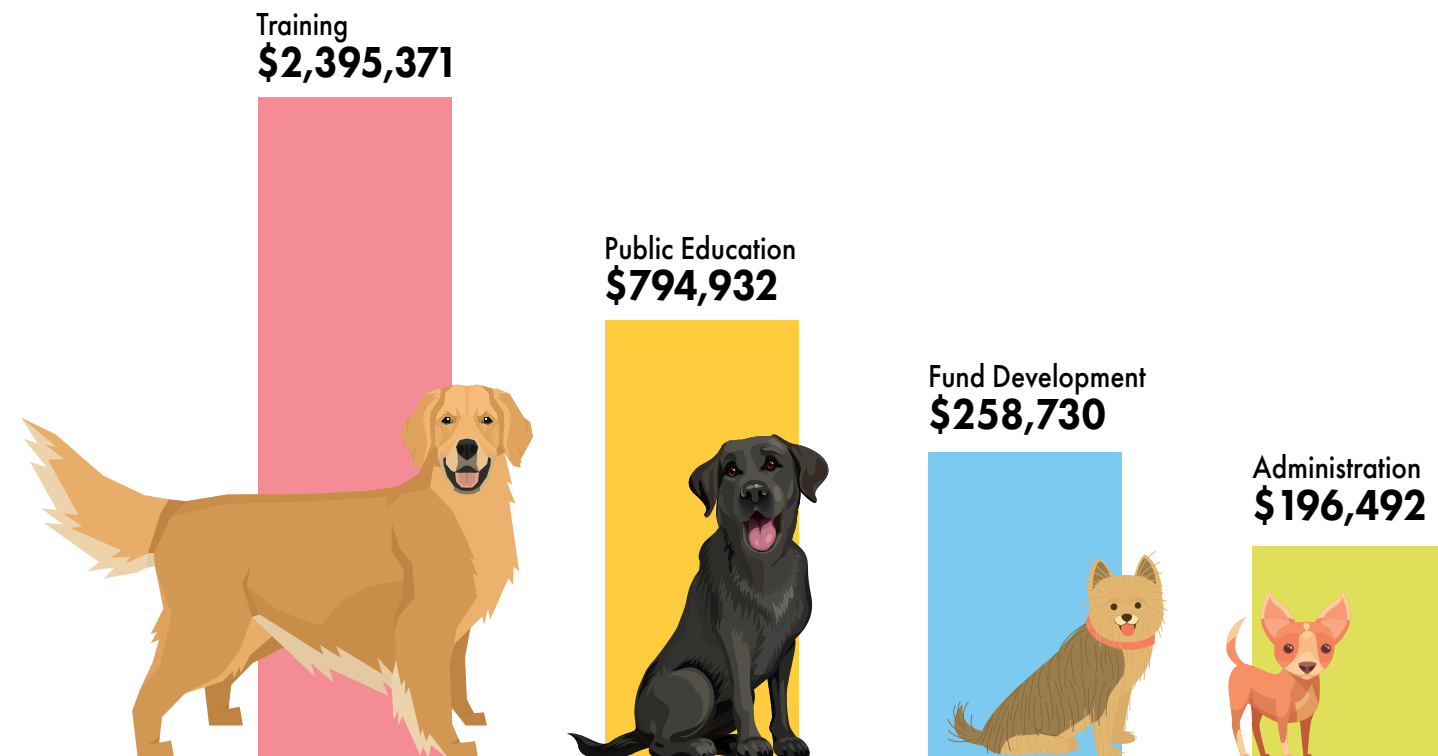 Training
$2,395,371
Public Education
$794,932
Fund Development
$258,730
Administration
$196,492